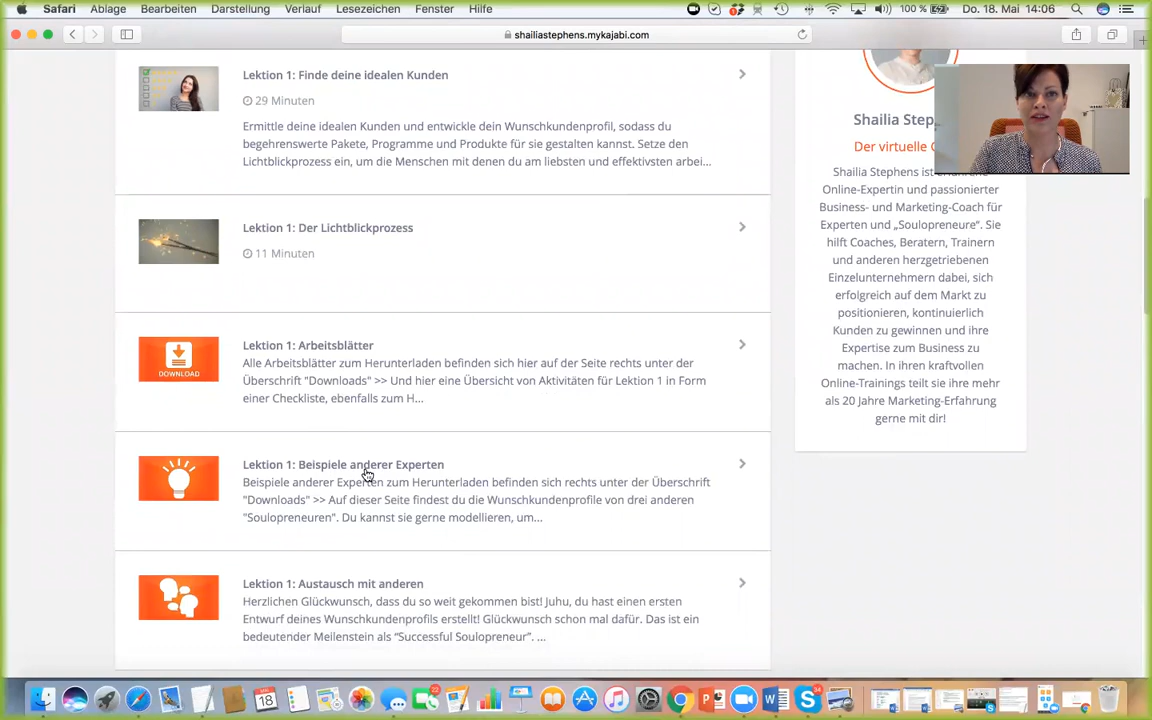 Safari Ablage Bearbeiten Darstellung Verlauf Lesezeichen Fenster Hilfe 100 % Do. 18. Mai 14:06
shailiastephens.mykajabi.com
Lektion 1: Finde deine idealen Kunden
29 Minuten
Ermittle deine idealen Kunden und entwickle dein Wunschkundenprofil, sodass du
begehrenswerte Pakete, Programme und Produkte für sie gestalten kannst. Setze den
Lichtblickprozess ein, um die Menschen mit denen du am liebsten und effektivsten arbei...
Lektion 1: Der Lichtblickprozess
11 Minuten
DOWNLOAD
Lektion 1: Arbeitsblätter
Alle Arbeitsblätter zum Herunterladen befinden sich hier auf der Seite rechts unter der
Überschrift "Downloads" >> Und hier eine Übersicht von Aktivitäten für Lektion 1 in Form
einer Checkliste, ebenfalls zum H...
Lektion 1: Beispiele anderer Experten
Beispiele anderer Experten zum Herunterladen befinden sich rechts unter der Überschrift
"Downloads" >> Auf dieser Seite findest du die Wunschkundenprofile von drei anderen
"Soulopreneuren". Du kannst sie gerne modellieren, um...
Lektion 1: Austausch mit anderen
Herzlichen Glückwunsch, dass du so weit gekommen bist! Juhu, du hast einen ersten
Entwurf deines Wunschkundenprofils erstellt! Glückwunsch schon mal dafür. Das ist ein
bedeutender Meilenstein als “Successful Soulopreneur”. ...
Shailia Step
Der virtuelle
Shailia Stephens ist erfahrene
Online-Expertin und passionierter
Business- und Marketing-Coach für
Experten und „Soulopreneure“. Sie
hilft Coaches, Beratern, Trainern
und anderen herzgetriebenen
Einzelunternehmern dabei, sich
erfolgreich auf dem Markt zu
positionieren, kontinuierlich
Kunden zu gewinnen und ihre
Expertise zum Business zu
machen. In ihren kraftvollen
Online-Trainings teilt sie ihre mehr
als 20 Jahre Marketing-Erfahrung
gerne mit dir!
18